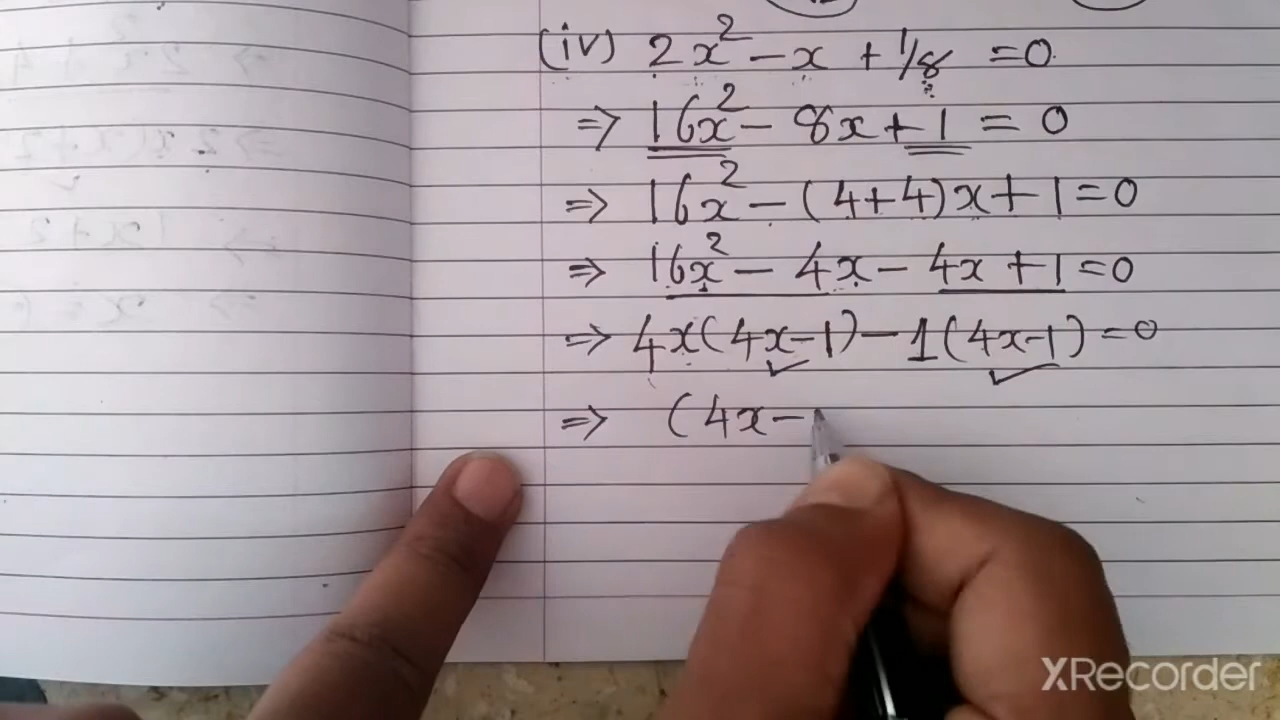 (iv) 2x² - x + 1/8 = 0
⇒ 16x² - 8x + 1 = 0
⇒ 16x² - (4+4)x + 1 = 0
⇒ 16x² - 4x - 4x + 1 = 0
⇒ 4x(4x-1) - 1(4x-1) = 0
⇒ (4x-
XRecorder